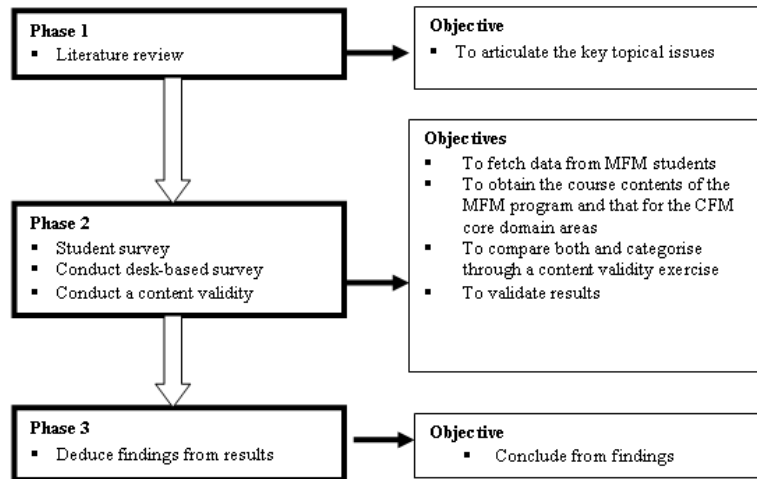 Phase 1
▪ Literature review
Objective
▪ To articulate the key topical issues
Phase 2
▪ Student survey
▪ Conduct desk-based survey
▪ Conduct a content validity
Objectives
▪ To fetch data from MFM students
▪ To obtain the course contents of the
MFM program and that for the CFM
core domain areas
▪ To compare both and categorise
through a content validity exercise
▪ To validate results
Phase 3
▪ Deduce findings from results
Objective
▪ Conclude from findings